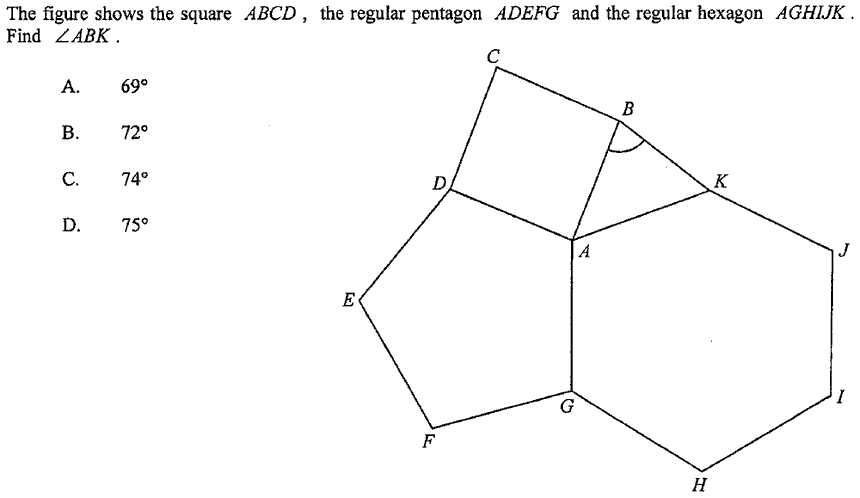 The figure shows the square ABCD , the regular pentagon ADEFG and the regular hexagon AGHIJK .
Find ∠ABK .
A. 69°
B. 72°
C. 74°
D. 75°
C
B
D
K
A
J
E
G
I
F
H